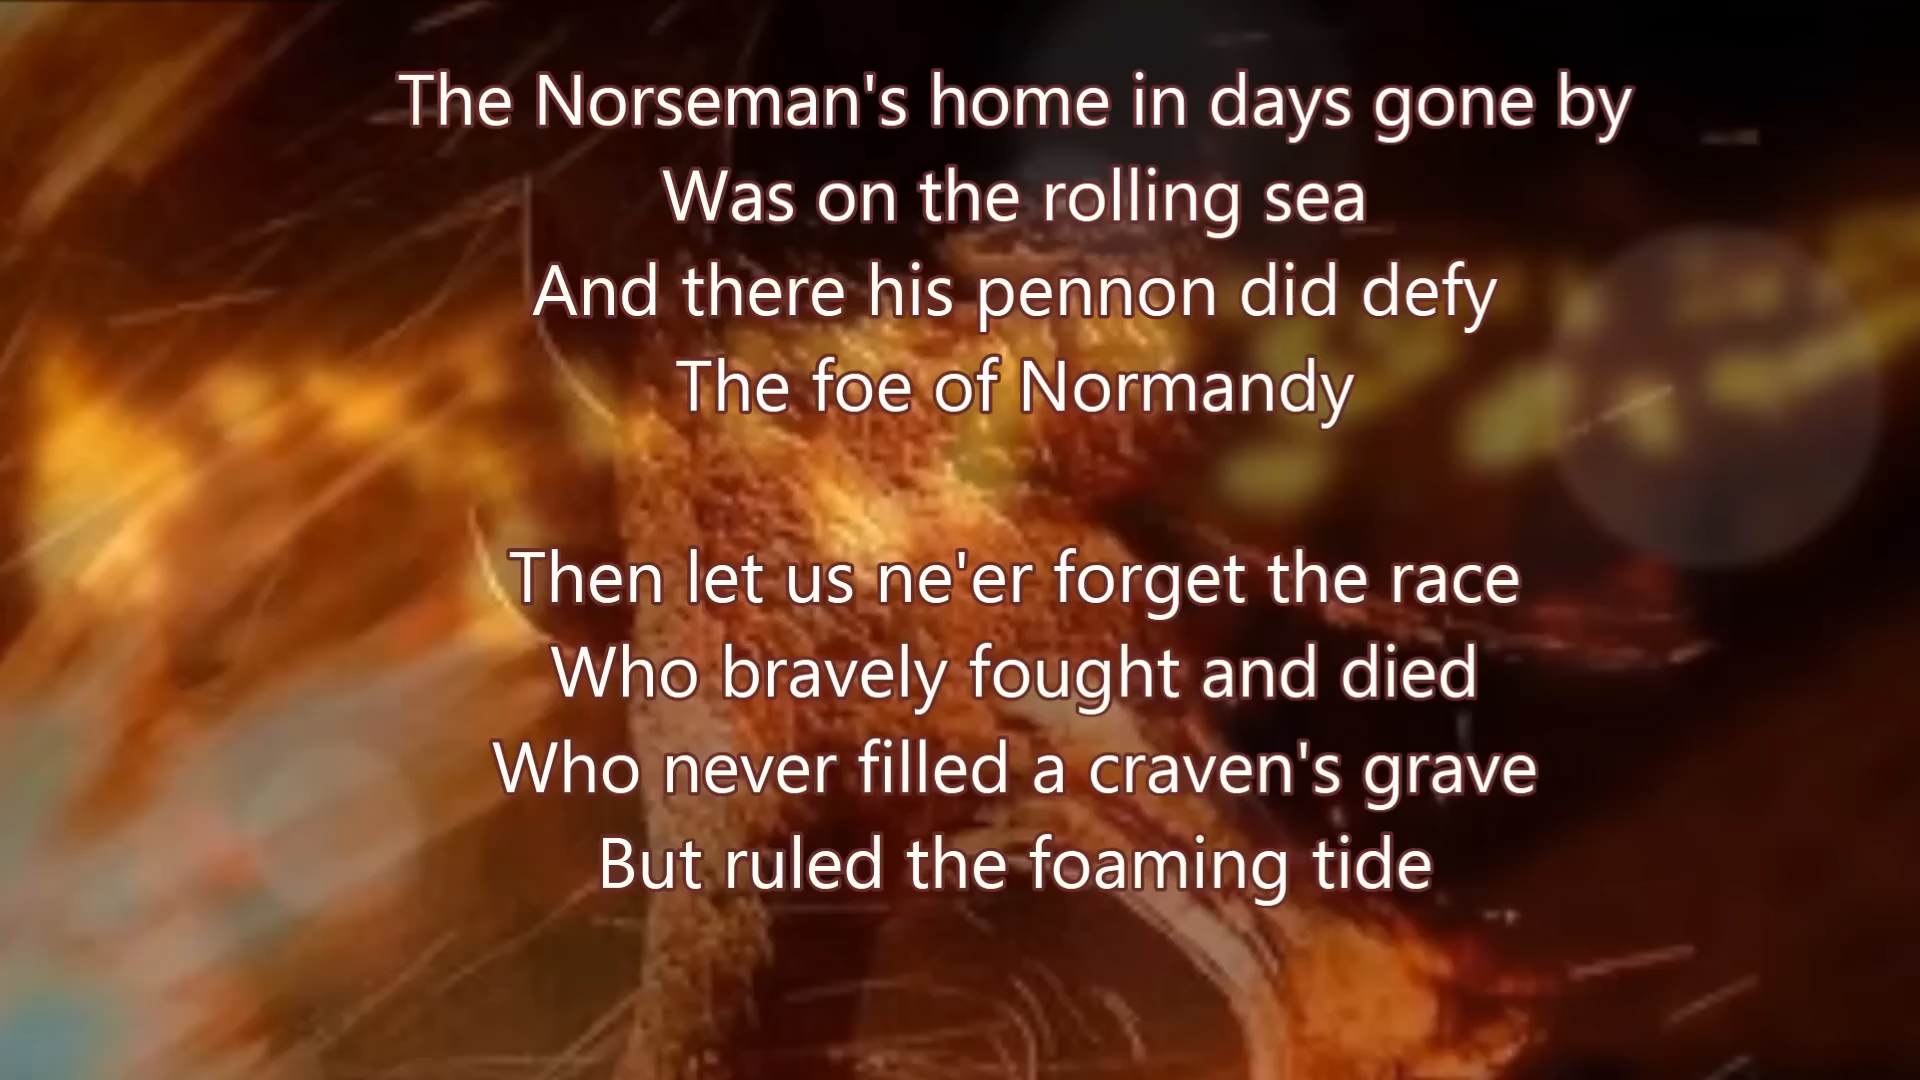 The Norseman's home in days gone by
Was on the rolling sea
And there his pennon did defy
The foe of Normandy
Then let us ne'er forget the race
Who bravely fought and died
Who never filled a craven's grave
But ruled the foaming tide